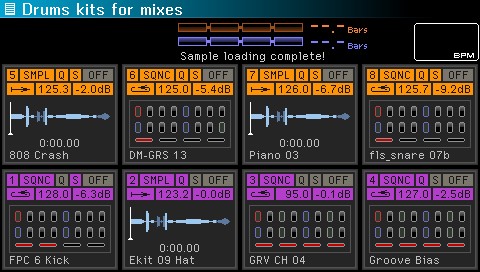 Drums kits for mixes
--.- Bars
--.- Bars
Sample loading complete!
BPM
5 SMPL Q S OFF
125.3 -2.0dB
0:00.00
808 Crash
6 SQNC Q S OFF
125.0 -5.4dB
DM-GRS 13
7 SMPL Q S OFF
126.0 -6.7dB
0:00.00
Piano 03
8 SQNC Q S OFF
125.7 -9.2dB
fls_snare 07b
1 SQNC Q S OFF
128.0 -6.3dB
FPC 6 Kick
2 SMPL Q S OFF
123.2 -0.0dB
0:00.00
Ekit 09 Hat
3 SQNC Q S OFF
95.0 -0.1dB
GRV CH 04
4 SQNC Q S OFF
127.0 -2.5dB
Groove Bias